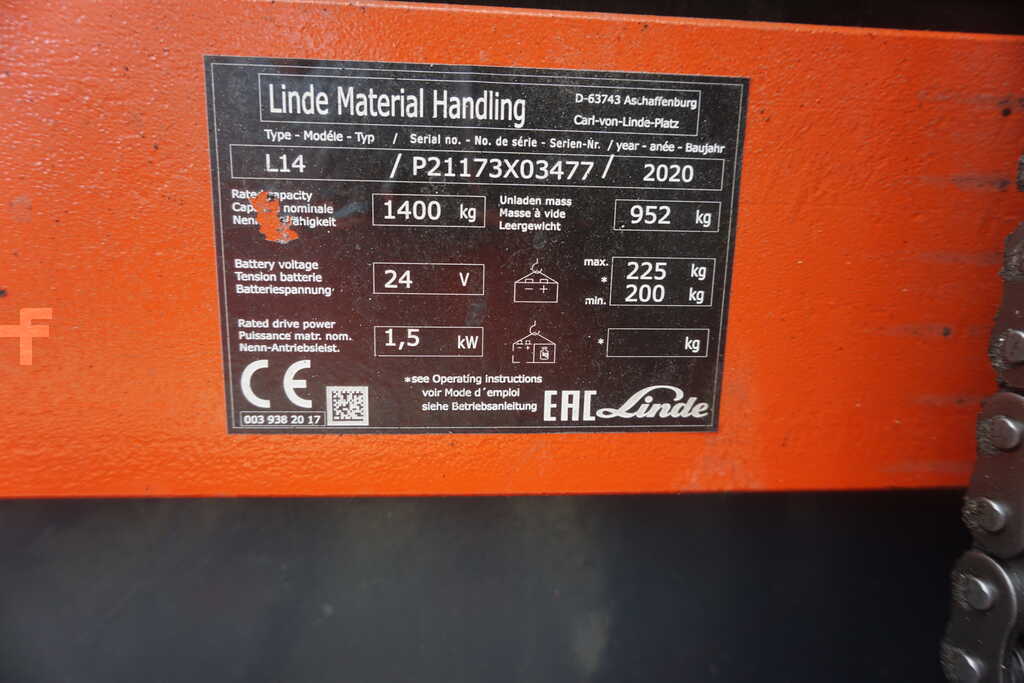 Linde Material Handling
D-63743 Aschaffenburg
Carl-von-Linde-Platz
Type - Modéle - Typ / Serial no. - No. de série - Serien-Nr. / year - anée - Baujahr
L14 / P21173X03477 / 2020
Rated capacity
nominale
1400 kg
Unladen mass
Masse à vide
Leergewicht
952 kg
Battery voltage
Tension batterie
Batteriespannung
24 V
- +
max. 225 kg
*
min. 200 kg
Rated drive power
Puissance matr. nom.
Nenn-Antriebsleist.
1,5 kW
- +
* kg
*see Operating instructions
voir Mode d´emploi
siehe Betriebsanleitung
CE
003 938 20 17
EAC Linde